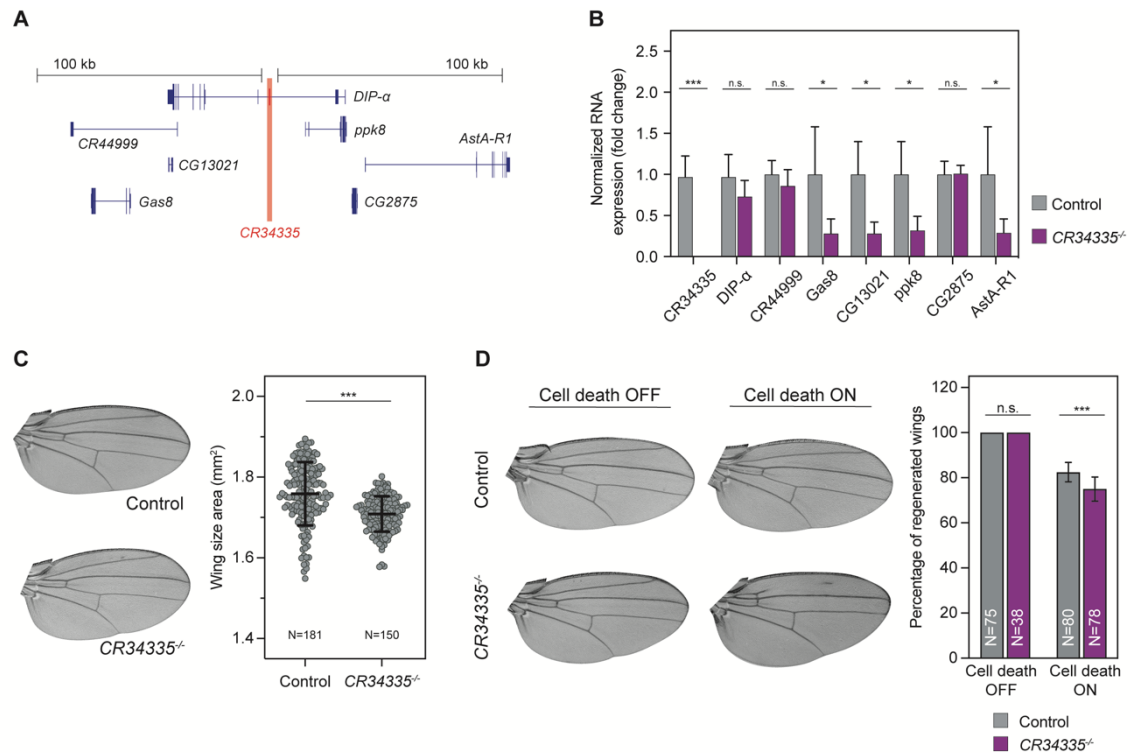 A
100 kb
100 kb
DIP-α
ppk8
AstA-R1
CR44999
CG13021
Gas8
CG2875
CR34335
B
Normalized RNA
expression (fold change)
2.5
2.0
1.5
1.0
0.5
0.0
***
n.s.
n.s.
*
*
*
n.s.
*
CR34335
DIP-α
CR44999
Gas8
CG13021
ppk8
CG2875
AstA-R1
Control
CR34335-/-
C
Control
CR34335-/-
Wing size area (mm²)
2.0
1.8
1.6
1.4
***
N=181
N=150
Control
CR34335-/-
D
Cell death OFF
Cell death ON
Control
CR34335-/-
Percentage of regenerated wings
120
100
80
60
40
20
0
n.s.
***
N=75
N=38
N=80
N=78
Cell death
OFF
Cell death
ON
Control
CR34335-/-